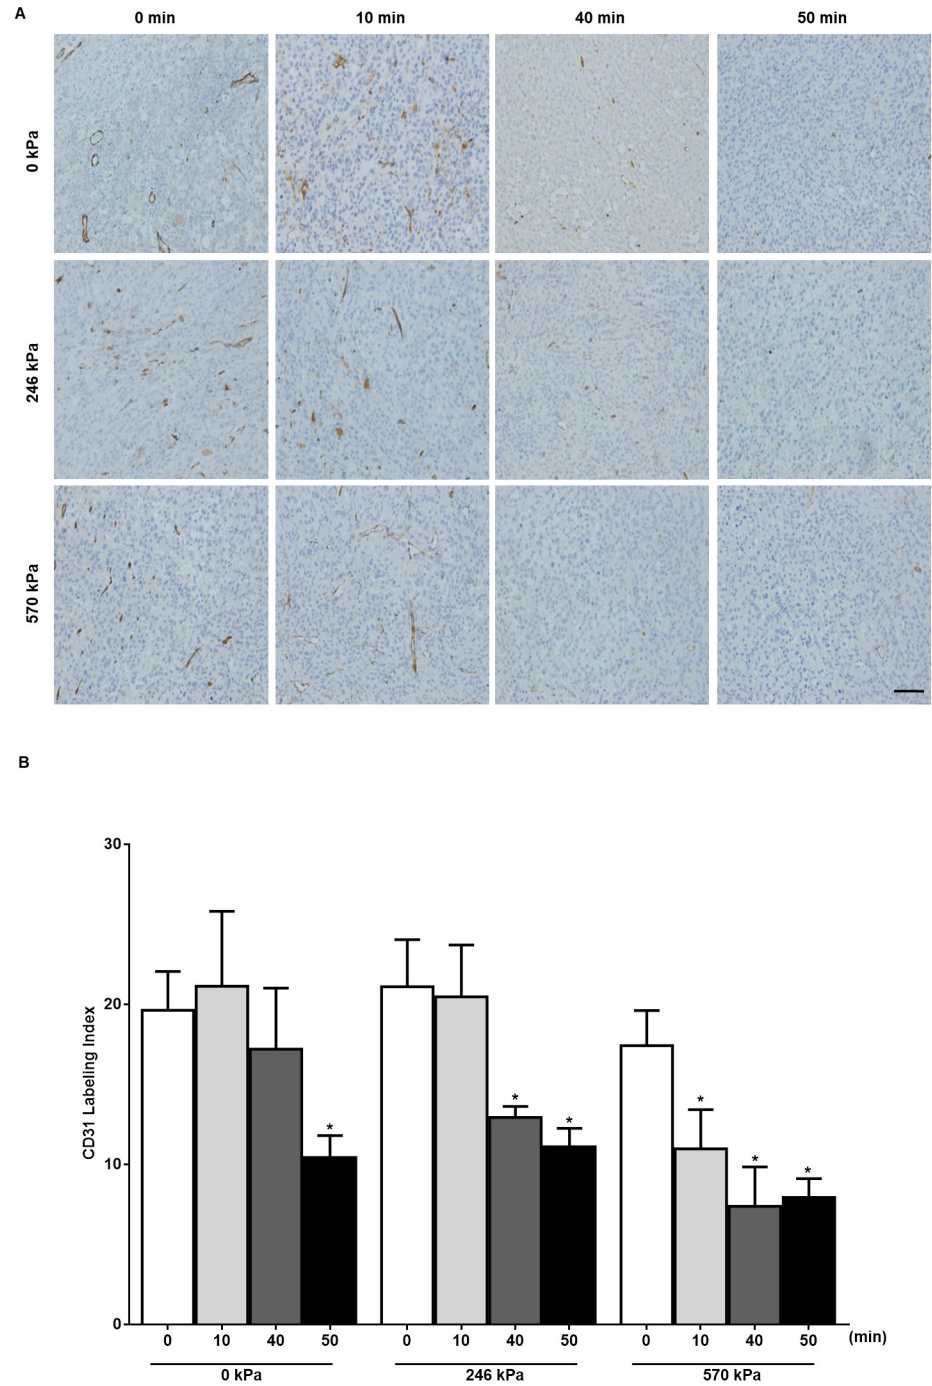 A
0 min 10 min 40 min 50 min
0 kPa
246 kPa
570 kPa
B
30
20
10
0
CD31 Labeling Index
* * * * * *
0 10 40 50 0 10 40 50 0 10 40 50 (min)
0 kPa 246 kPa 570 kPa